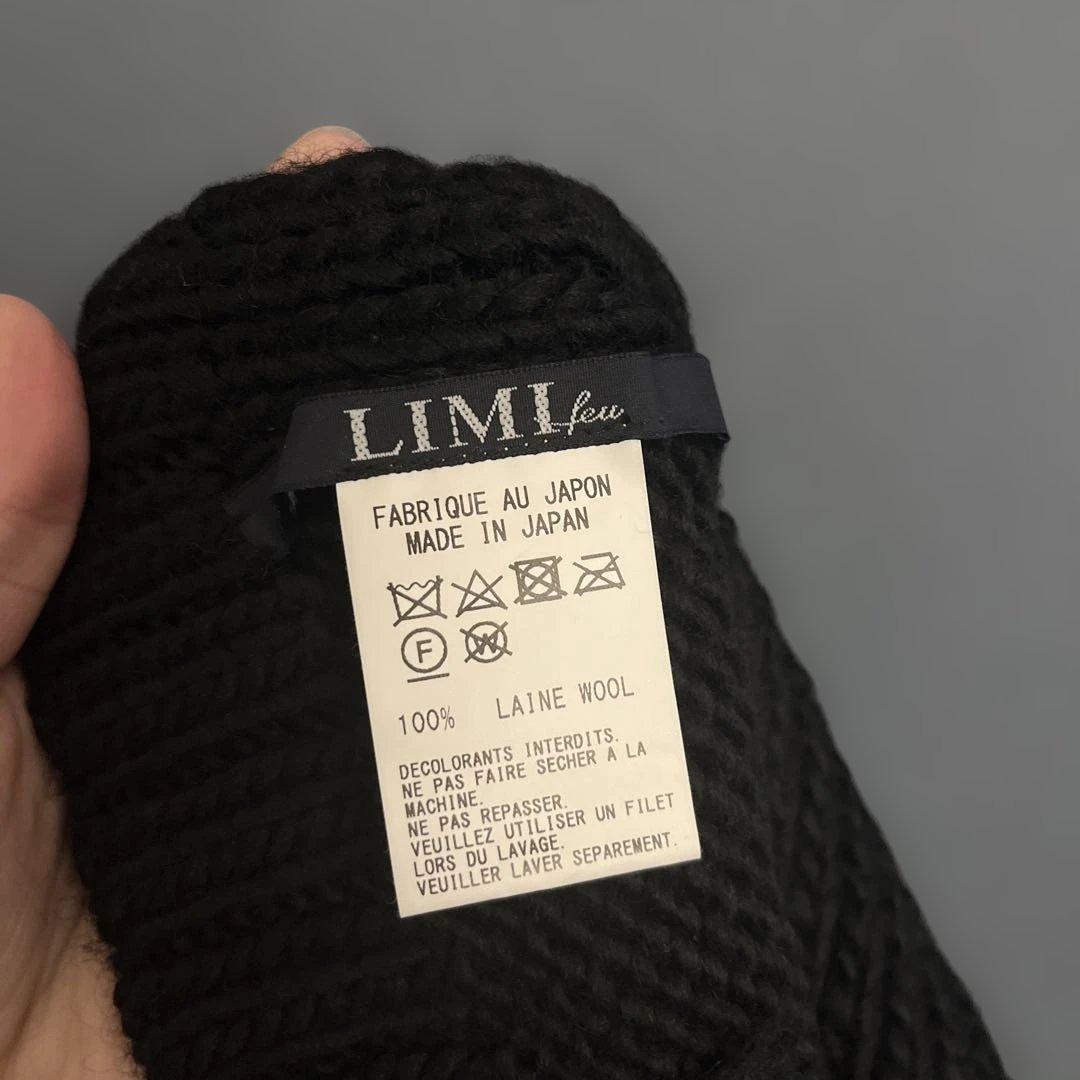 LIMI feu
FABRIQUE AU JAPON
MADE IN JAPAN
F W
100% LAINE WOOL
DECOLORANTS INTERDITS.
NE PAS FAIRE SECHER A LA
MACHINE.
NE PAS REPASSER.
VEUILLEZ UTILISER UN FILET
LORS DU LAVAGE.
VEUILLER LAVER SEPAREMENT.